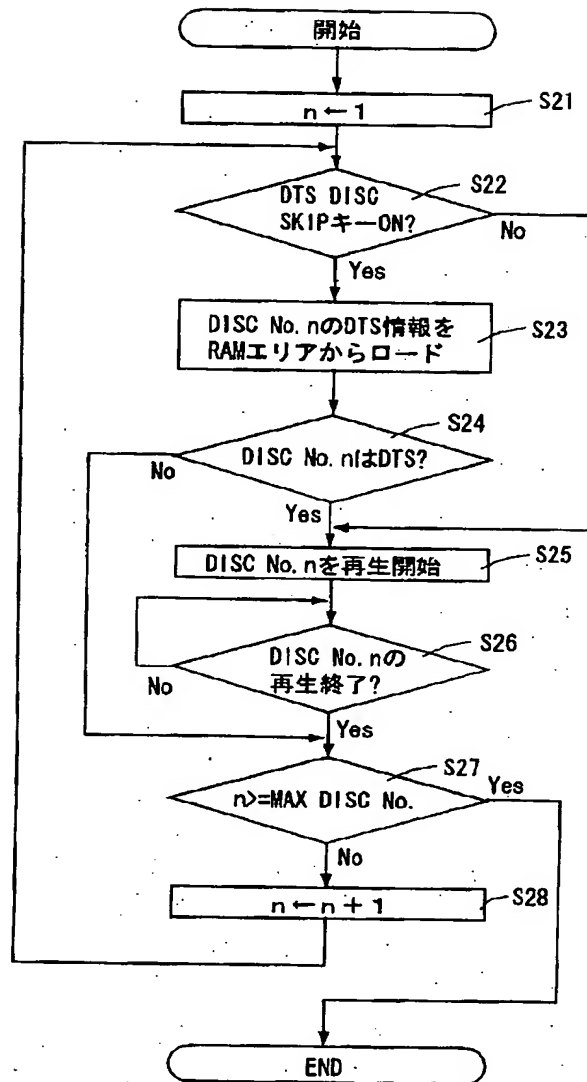 開始
n←1
S21
DTS DISC
SKIPキーON?
S22
No
Yes
DISC No.nのDTS情報を
RAMエリアからロード
S23
DISC No.nはDTS?
S24
No
Yes
DISC No.nを再生開始
S25
DISC No.nの
再生終了?
S26
No
Yes
n>=MAX DISC No.
S27
Yes
No
n←n+1
S28
END